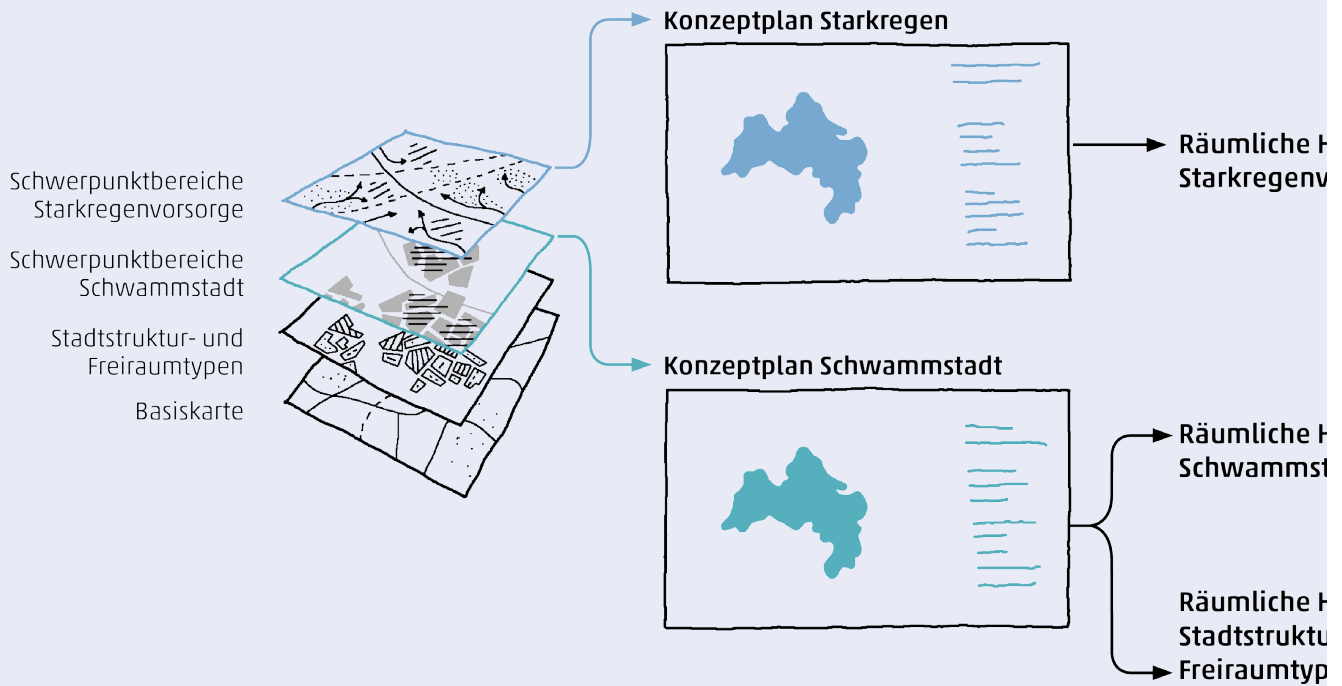 Konzeptplan Starkregen
Schwerpunktbereiche
Starkregenvorsorge
Schwerpunktbereiche
Schwammstadt
Stadtstruktur- und
Freiraumtypen
Basiskarte
Räumliche H
Starkregenv
Konzeptplan Schwammstadt
Räumliche H
Schwammst
Räumliche H
Stadtstruktu
Freiraumtyp